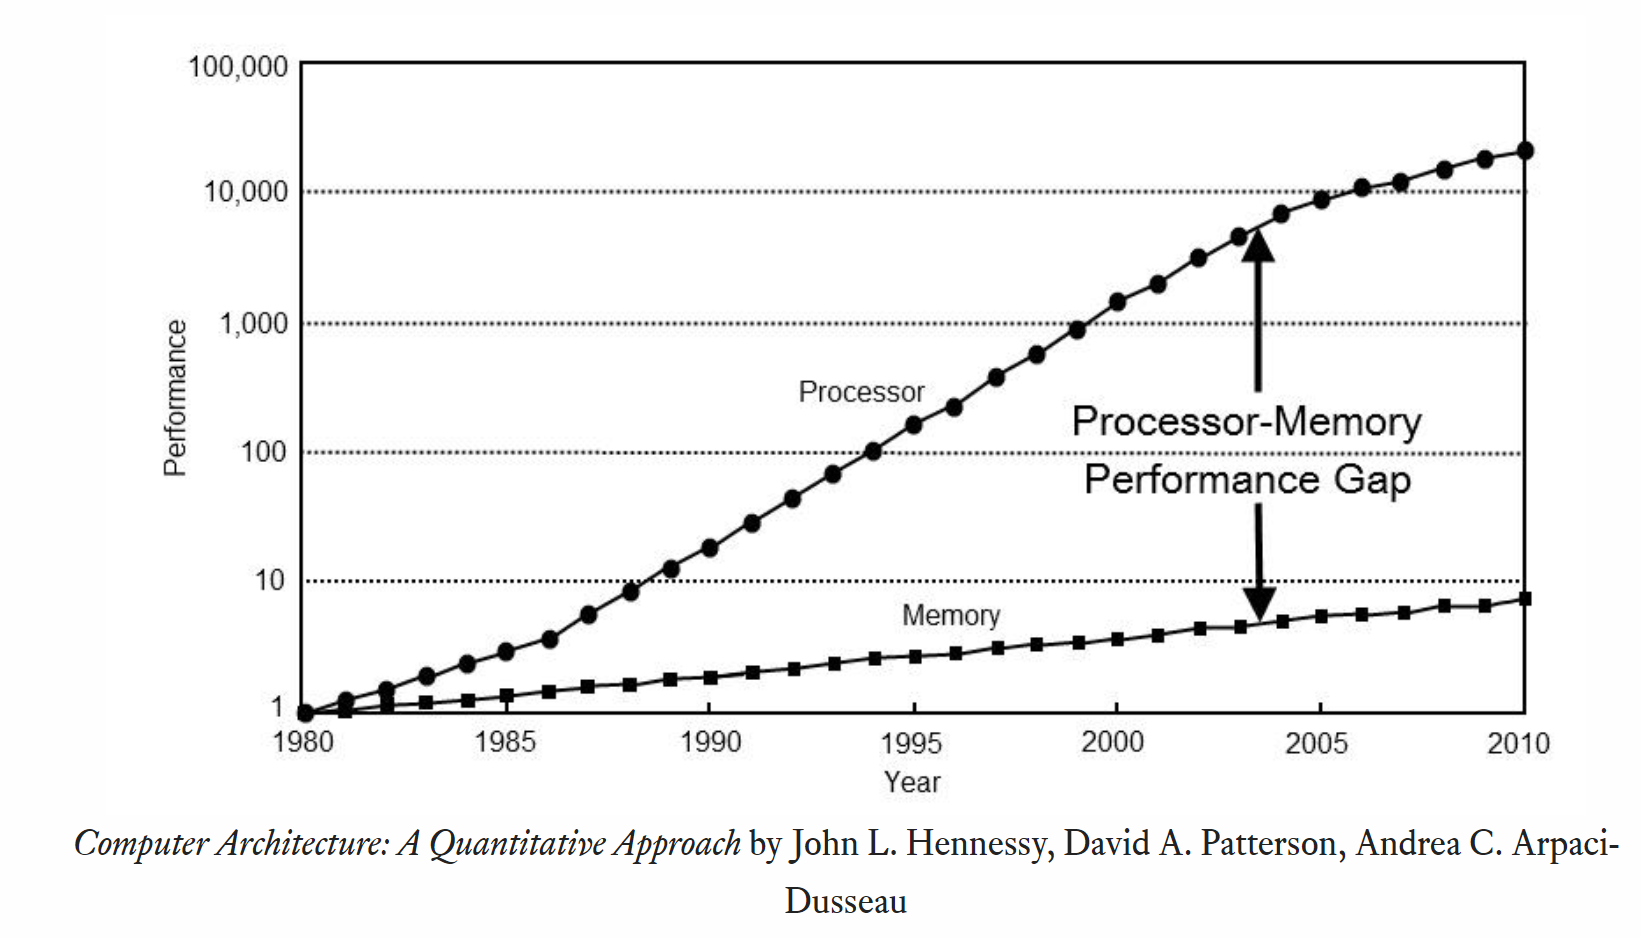 100,000
10,000
1,000
100
10
1
Performance
Processor
Processor-Memory
Performance Gap
Memory
1980 1985 1990 1995 2000 2005 2010
Year
Computer Architecture: A Quantitative Approach by John L. Hennessy, David A. Patterson, Andrea C. Arpaci-
Dusseau